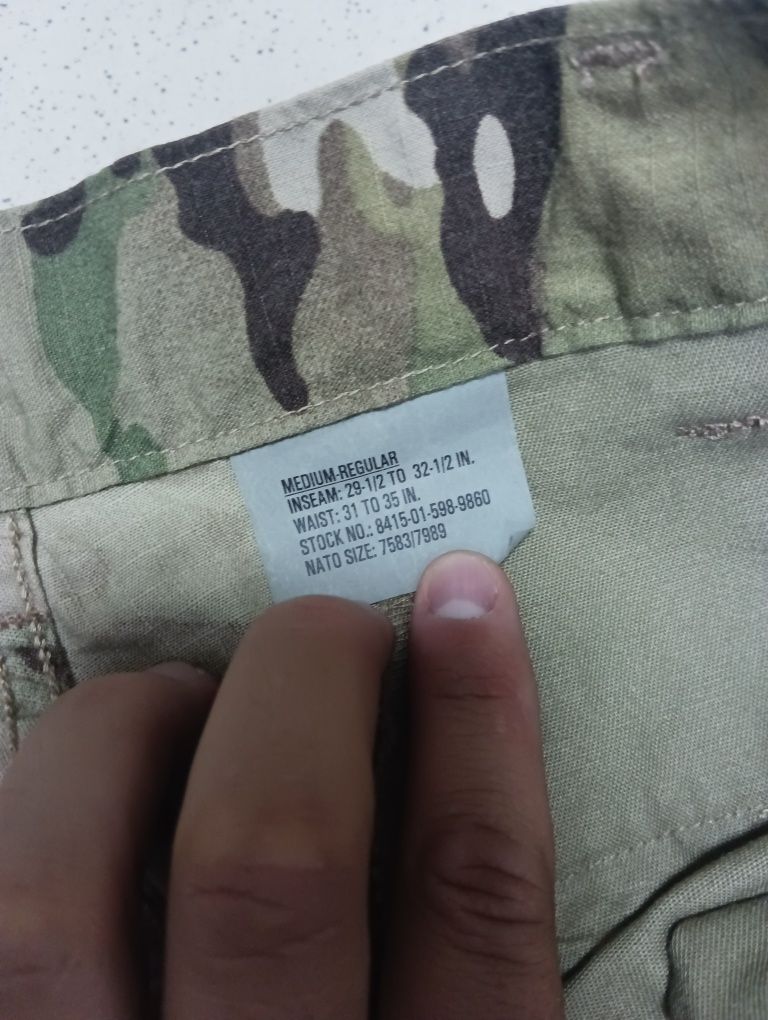 MEDIUM-REGULAR
INSEAM: 29-1/2 TO 32-1/2 IN.
WAIST: 31 TO 35 IN.
STOCK NO.: 8415-01-598-9860
NATO SIZE: 7583/7989